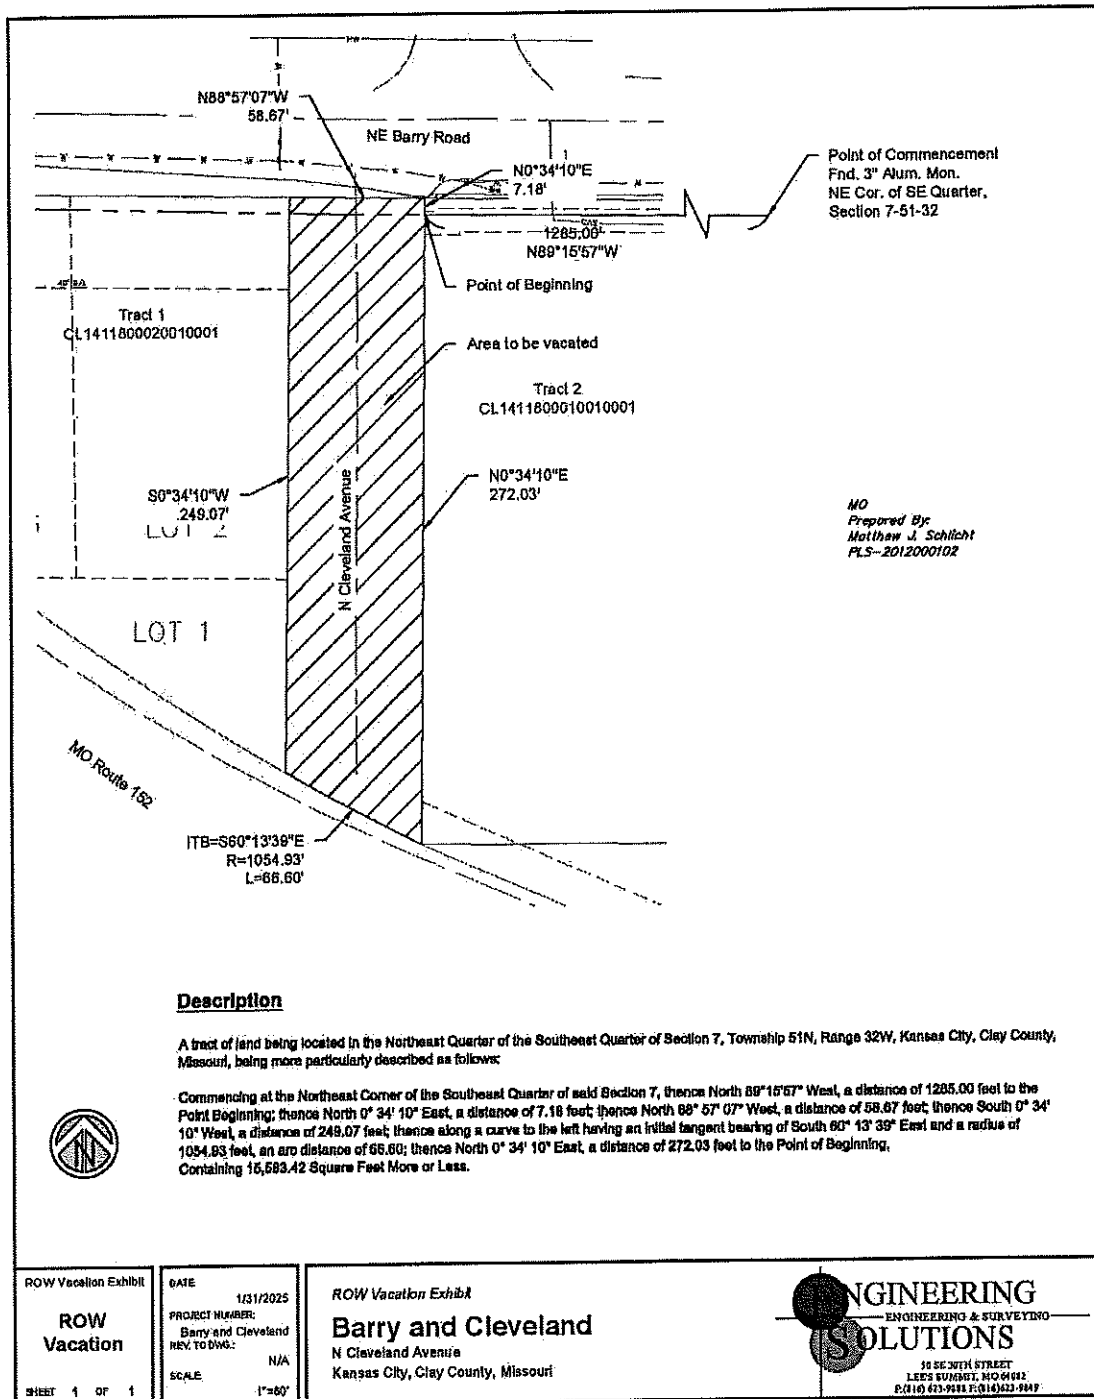 N88°57'07"W
58.67'
NE Barry Road
N0°34'10"E
7.18'
Point of Commencement
Fnd. 3" Alum. Mon.
NE Cor. of SE Quarter,
Section 7-51-32
1285.00'
N89°15'57"W
Point of Beginning
Tract 1
CL1411800020010001
Area to be vacated
Tract 2
CL1411800010010001
N0°34'10"E
272.03'
S0°34'10"W
249.07'
LOT 2
N Cleveland Avenue
MO
Prepared By:
Matthew J. Schlicht
PLS-2012000102
LOT 1
MO Route 152
ITB=S60°13'39"E
R=1054.93'
L=66.60'
Description
A tract of land being located in the Northeast Quarter of the Southeast Quarter of Section 7, Township 51N, Range 32W, Kansas City, Clay County,
Missouri, being more particularly described as follows:
Commencing at the Northeast Corner of the Southeast Quarter of said Section 7, thence North 89°15'57" West, a distance of 1285.00 feet to the
Point Beginning; thence North 0° 34' 10" East, a distance of 7.18 feet; thence North 88° 57' 07" West, a distance of 58.67 feet; thence South 0° 34'
10" West, a distance of 249.07 feet; thence along a curve to the left having an initial tangent bearing of South 60° 13' 39" East and a radius of
1054.93 feet, an arc distance of 66.60; thence North 0° 34' 10" East, a distance of 272.03 feet to the Point of Beginning.
Containing 15,593.42 Square Feet More or Less.
N
ROW Vacation Exhibit
ROW
Vacation
SHEET 1 OF 1
DATE
1/31/2025
PROJECT NUMBER:
Barry and Cleveland
REV. TO DWG.:
N/A
SCALE
1"=60'
ROW Vacation Exhibit
Barry and Cleveland
N Cleveland Avenue
Kansas City, Clay County, Missouri
ENGINEERING
ENGINEERING & SURVEYING
SOLUTIONS
50 SE 30TH STREET
LEE'S SUMMIT, MO 64082
P:(816) 623-9888 F:(816)623-9849